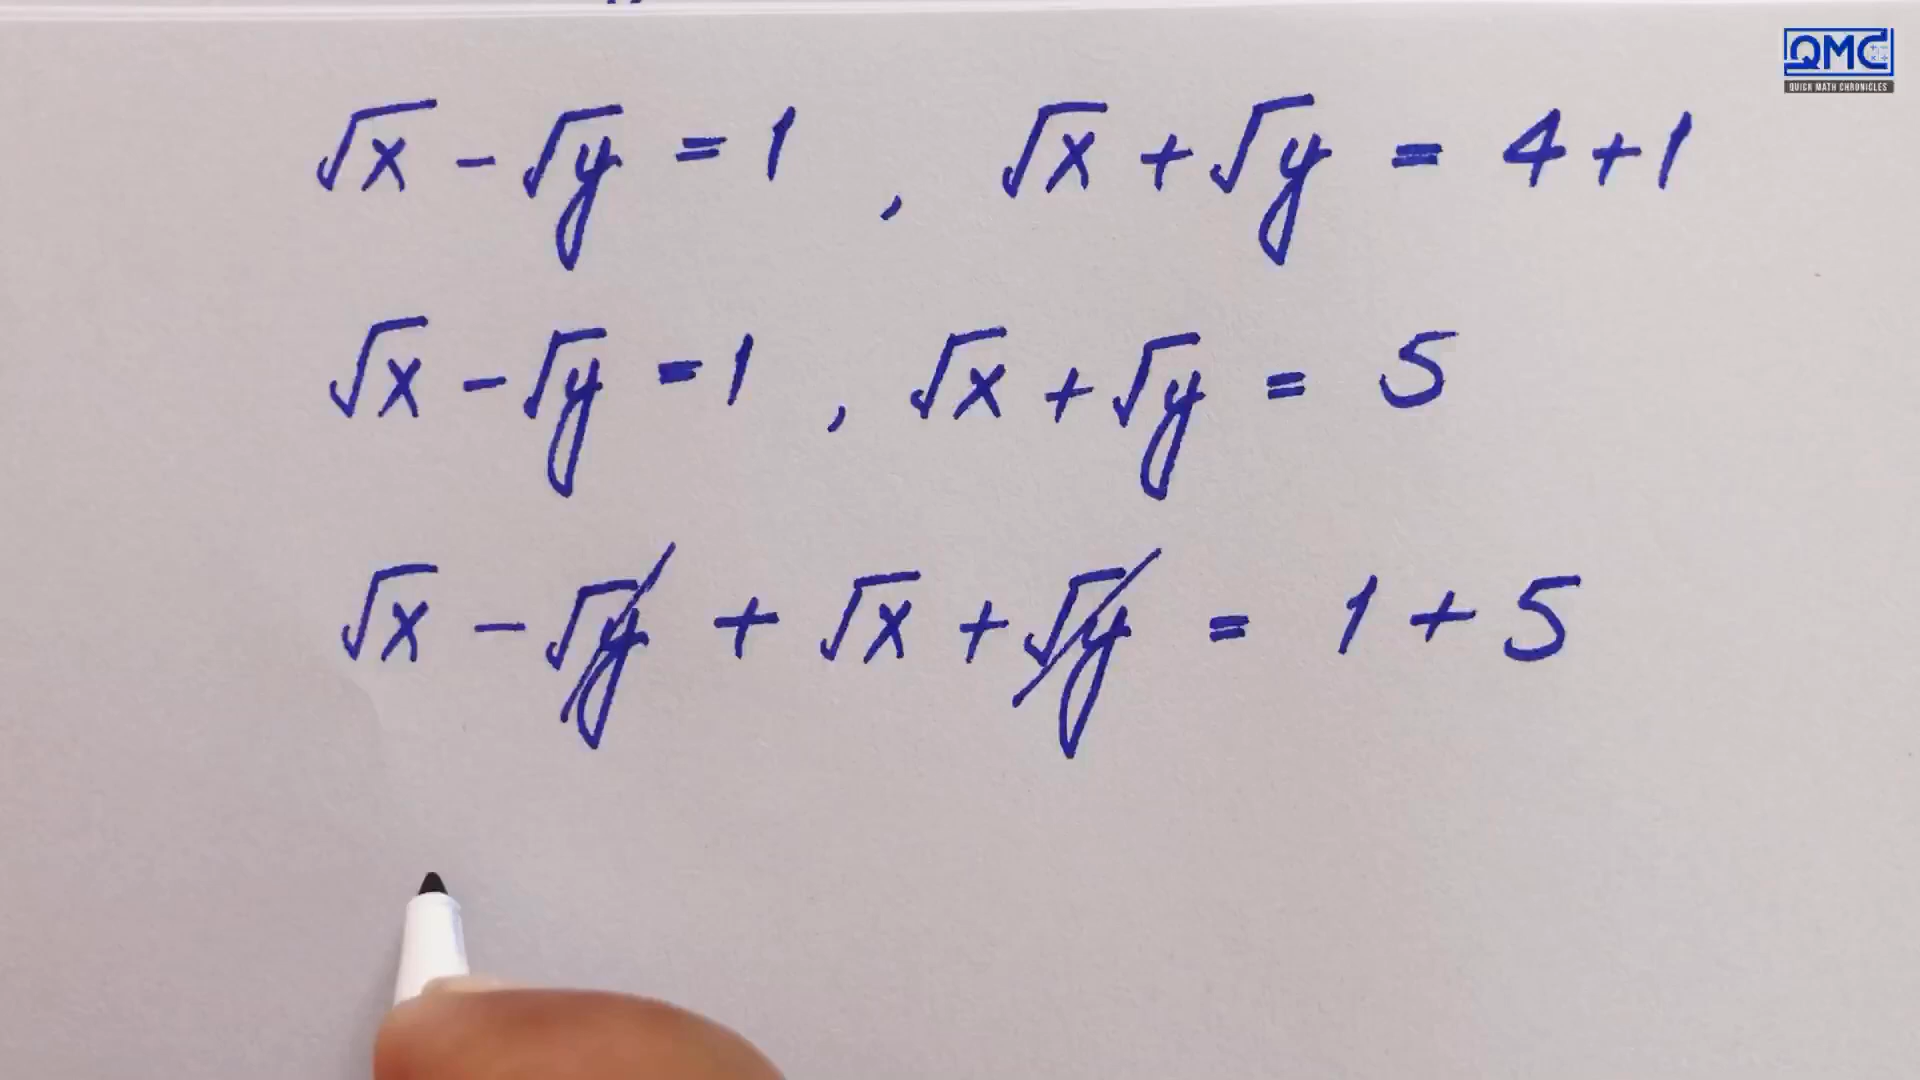 QMC
QUICK MATH CHRONICLES
√x - √y = 1 , √x + √y = 4 + 1
√x - √y = 1 , √x + √y = 5
√x - √y + √x + √y = 1 + 5